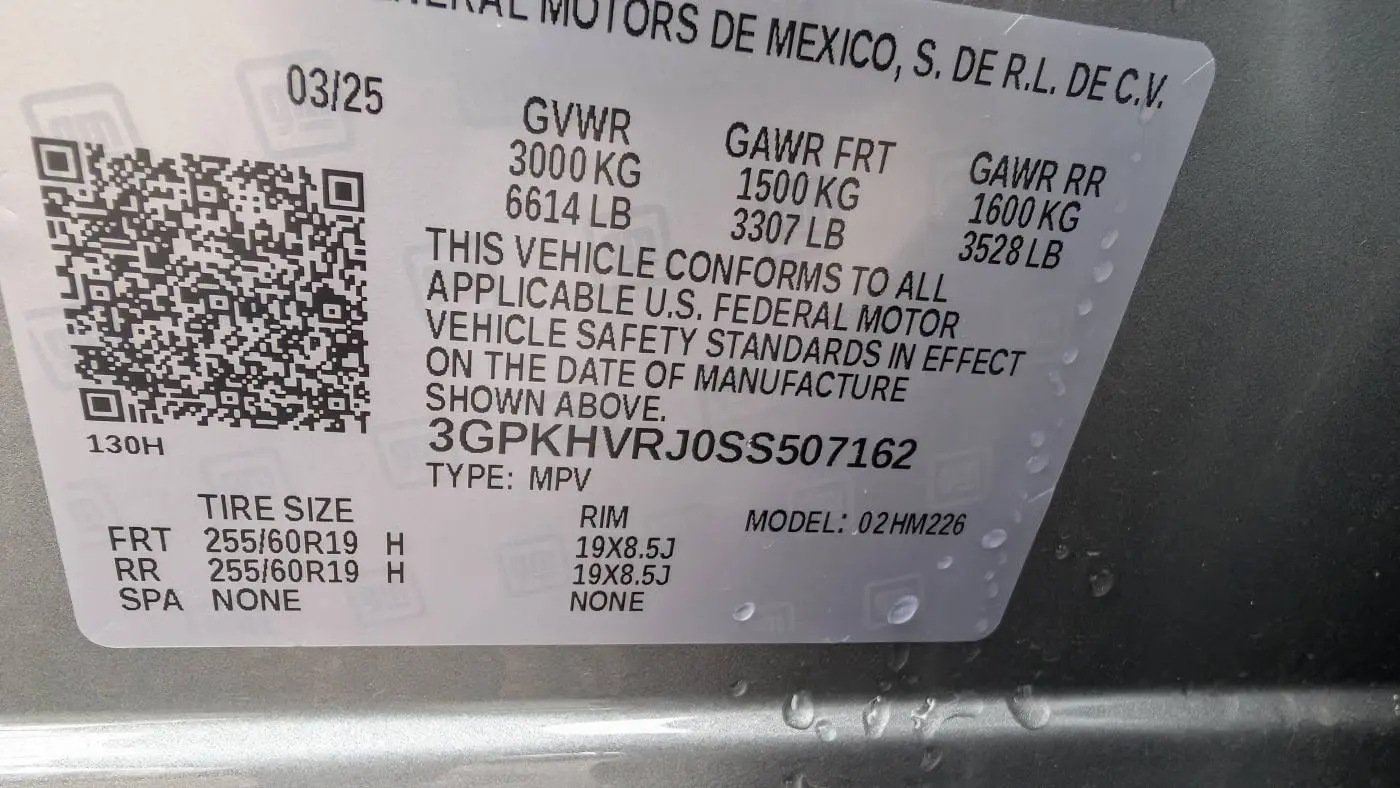 MOTORS DE MEXICO, S. DE R.L. DE C.V.
03/25
GVWR
3000 KG
6614 LB
GAWR FRT
1500 KG
3307 LB
GAWR RR
1600 KG
3528 LB
THIS VEHICLE CONFORMS TO ALL
APPLICABLE U.S. FEDERAL MOTOR
VEHICLE SAFETY STANDARDS IN EFFECT
ON THE DATE OF MANUFACTURE
SHOWN ABOVE.
130H
3GPKHVRJ0SS507162
TYPE: MPV
TIRE SIZE RIM MODEL: 02HM226
FRT 255/60R19 H 19X8.5J
RR 255/60R19 H 19X8.5J
SPA NONE NONE